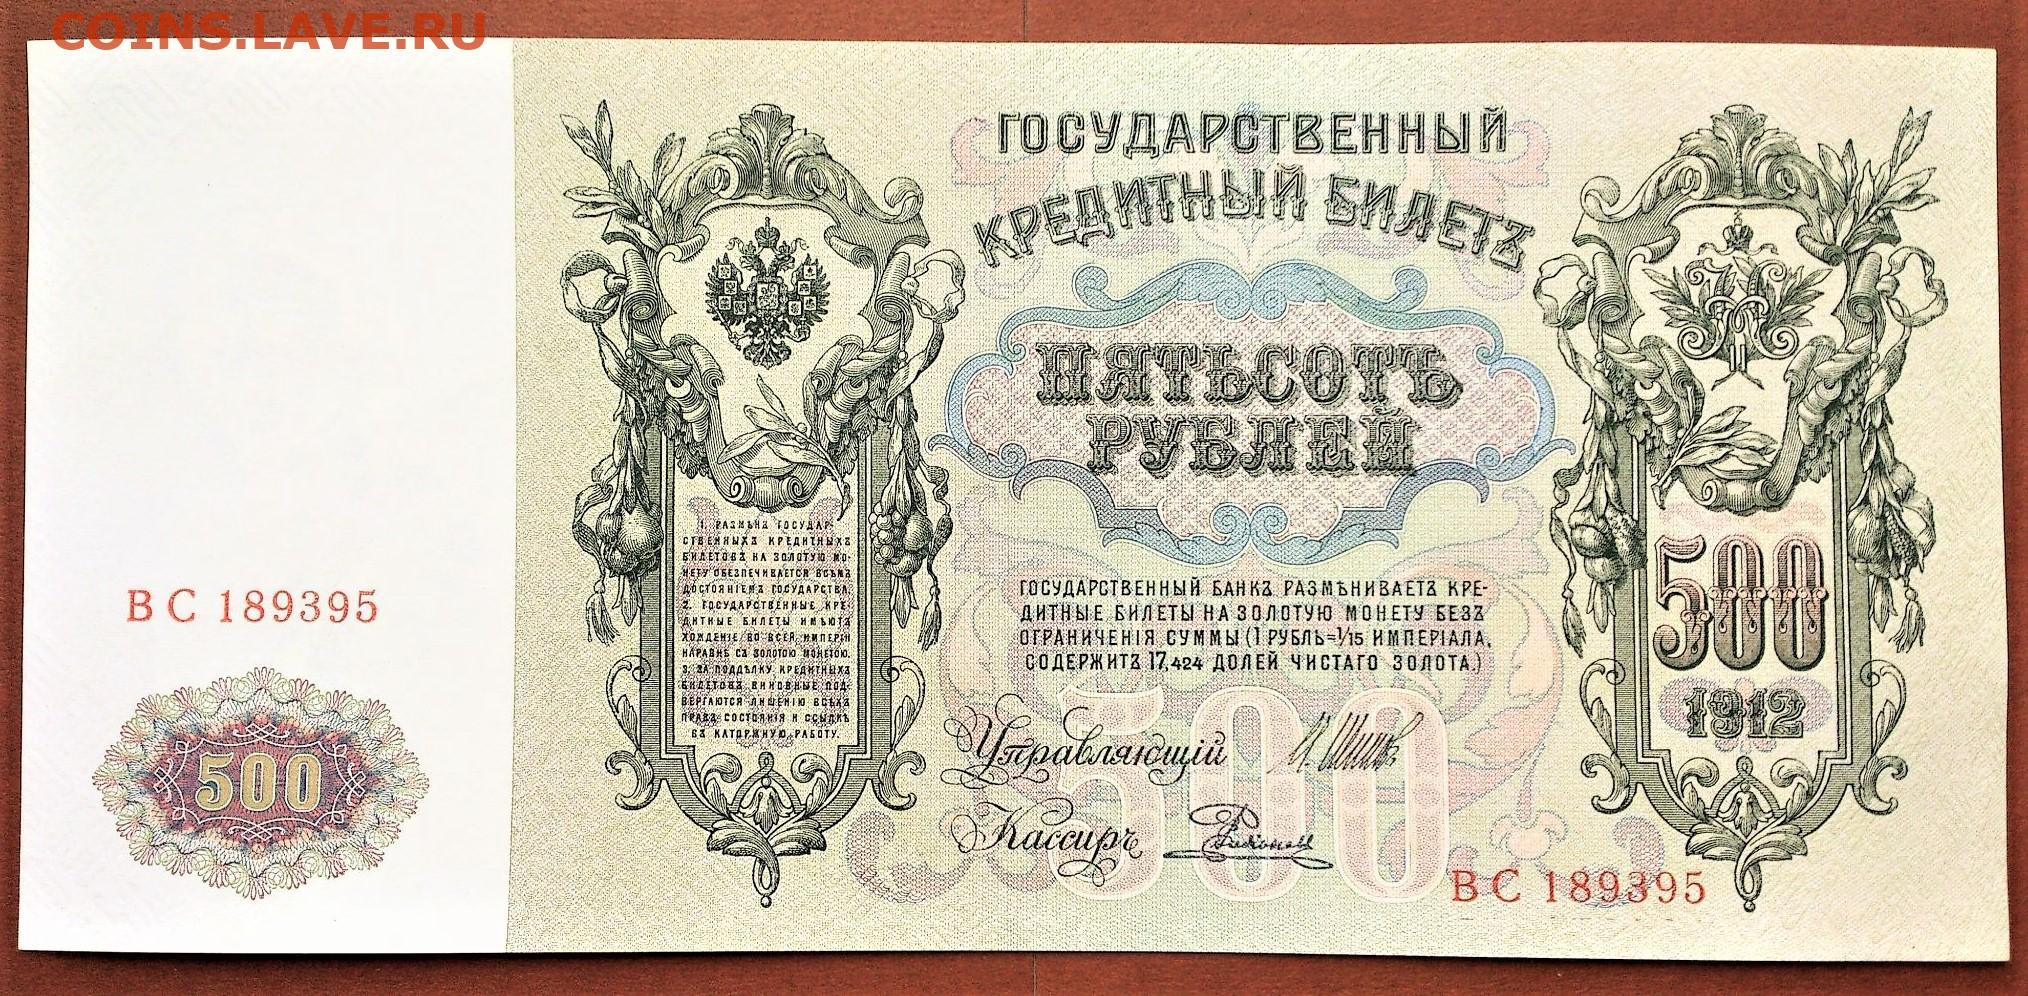 COINS.LAVE.RU
ГОСУДАРСТВЕННЫЙ
КРЕДИТНЫЙ БИЛЕТЪ
ПЯТЬСОТЪ
РУБЛЕЙ
1. РАЗМѢНЪ ГОСУДАР-
СТВЕННЫХЪ КРЕДИТНЫХЪ
БИЛЕТОВЪ НА ЗОЛОТУЮ МО-
НЕТУ ОБЕЗПЕЧИВАЕТСЯ ВСѢМЪ
ДОСТОЯНІЕМЪ ГОСУДАРСТВА.
2. ГОСУДАРСТВЕННЫЕ КРЕ-
ДИТНЫЕ БИЛЕТЫ ИМѢЮТЪ
ХОЖДЕНІЕ ВО ВСЕЙ ИМПЕРІИ
НАРАВНѢ СЪ ЗОЛОТОЮ МОНЕТОЮ.
3. ЗА ПОДДѢЛКУ КРЕДИТНЫХЪ
БИЛЕТОВЪ ВИНОВНЫЕ ПОД-
ВЕРГАЮТСЯ ЛИШЕНІЮ ВСѢХЪ
ПРАВЪ СОСТОЯНІЯ И ССЫЛКѢ
ВЪ КАТОРЖНУЮ РАБОТУ.
ГОСУДАРСТВЕННЫЙ БАНКЪ РАЗМѢНИВАЕТЪ КРЕ-
ДИТНЫЕ БИЛЕТЫ НА ЗОЛОТУЮ МОНЕТУ БЕЗЪ
ОГРАНИЧЕНІЯ СУММЫ (1 РУБЛЬ=1/15 ИМПЕРІАЛА,
СОДЕРЖИТЪ 17,424 ДОЛЕЙ ЧИСТАГО ЗОЛОТА.)
500
1912
ВС 189395
500
500
Управляющій И Шипов
Кассиръ Родионов
ВС 189395